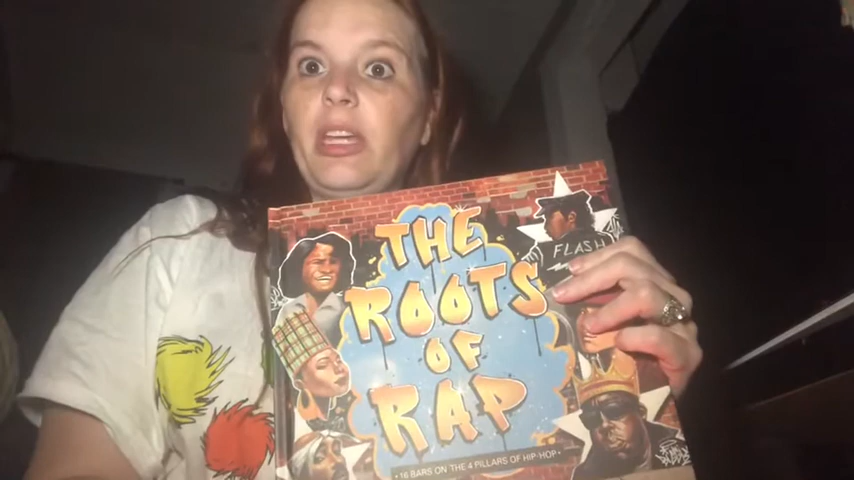 THE
ROOTS
OF
RAP
FLASH
•16 BARS ON THE 4 PILLARS OF HIP-HOP•